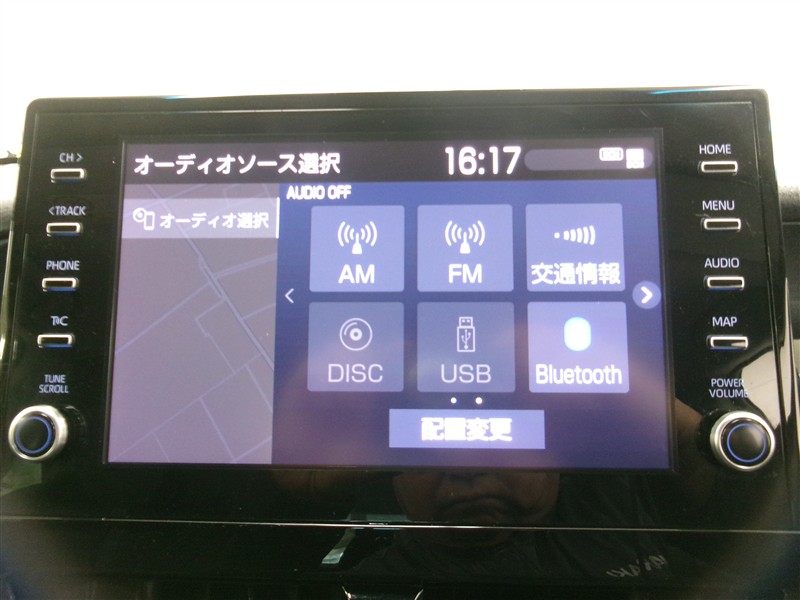 オーディオソース選択
16:17
AUDIO OFF
オーディオ選択
AM
FM
交通情報
DISC
USB
Bluetooth
配置変更
CH >
<TRACK
PHONE
T@C
TUNE
SCROLL
HOME
MENU
AUDIO
MAP
POWER
VOLUME